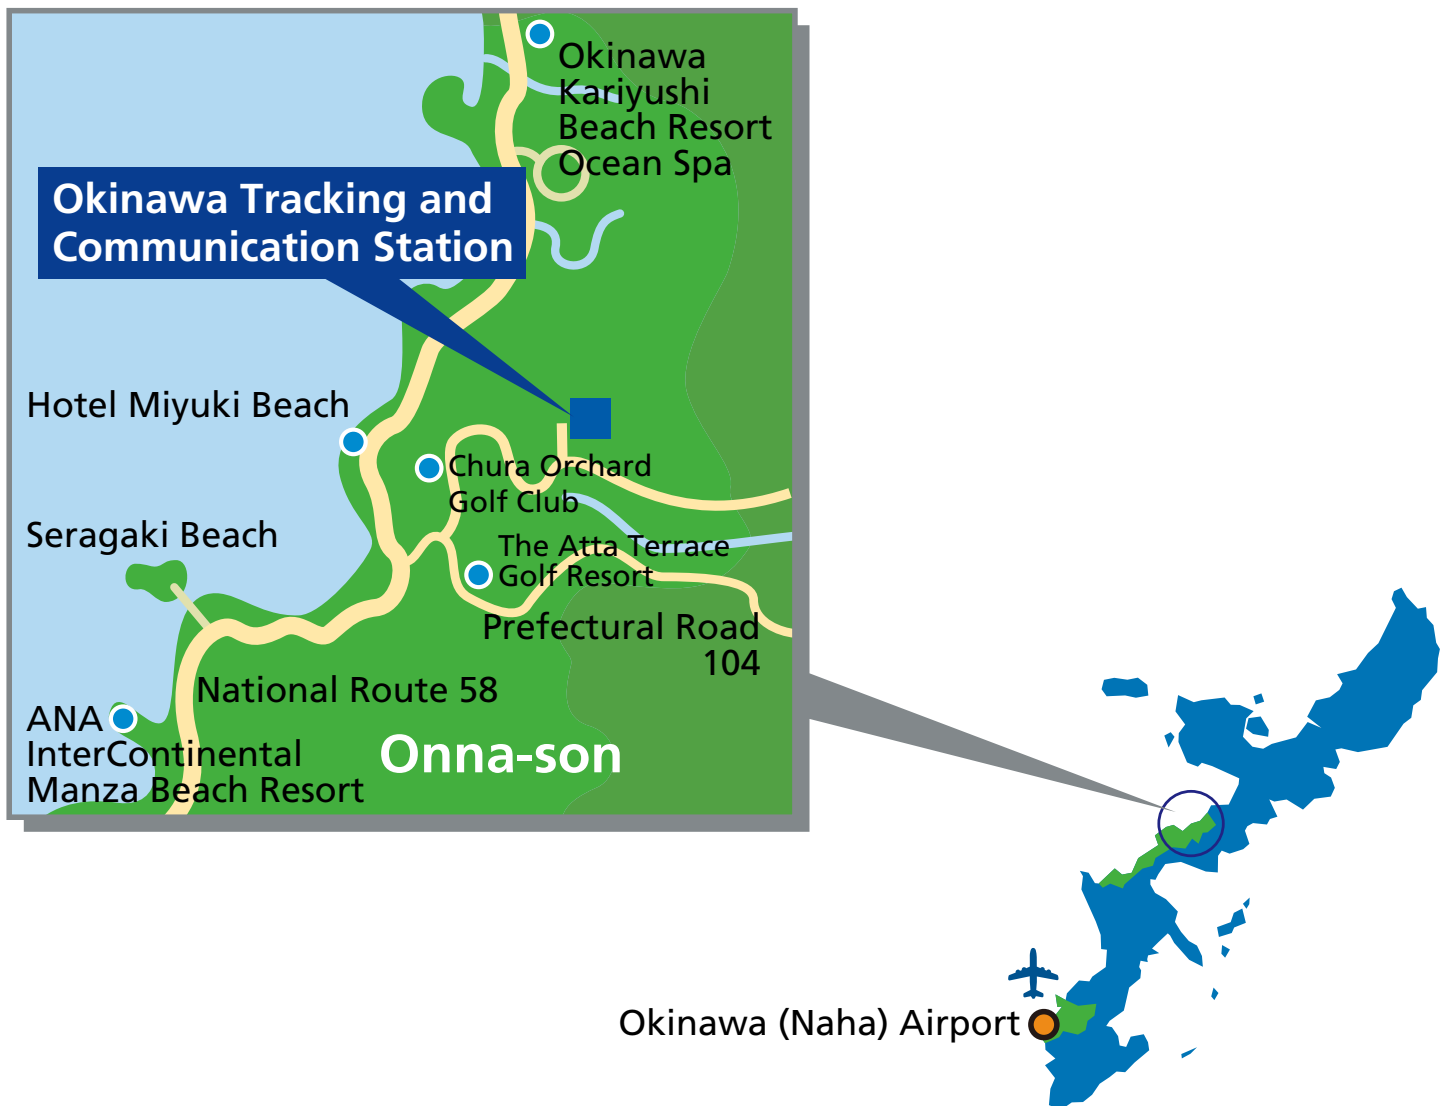 Okinawa
Kariyushi
Beach Resort
Ocean Spa
Okinawa Tracking and
Communication Station
Hotel Miyuki Beach
Chura Orchard
Golf Club
Seragaki Beach
The Atta Terrace
Golf Resort
Prefectural Road
104
National Route 58
ANA
InterContinental
Manza Beach Resort
Onna-son
Okinawa (Naha) Airport